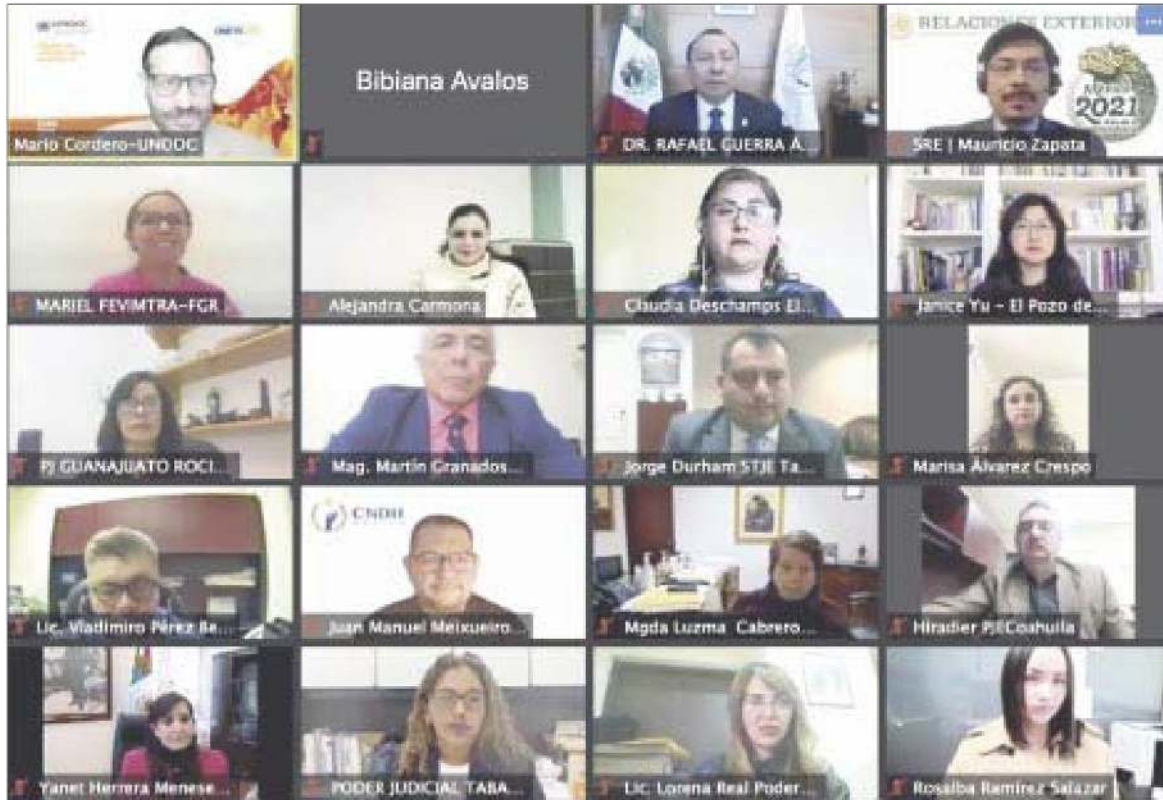 UNODC
Mario Cordero-UNODC
Bibiana Avalos
DR. RAFAEL GUERRA A...
RELACIONES EXTERIOR
México
2021
SRE | Mauricio Zapata
MARIEL FEVIMTRA-FGR
Alejandra Carmona
Claudia Deschamps El...
Janice Yu - El Pozo de...
PJ GUANAJUATO ROCI...
Mag. Martín Granados...
Jorge Durham STJE Ta...
Marisa Álvarez Crespo
Lic. Vladimiro Pérez Be...
CNDH
Juan Manuel Meixueiro...
Mgda Luzma Cabrero...
Hiradier PJECoahuila
Yanet Herrera Menese...
PODER JUDICIAL TABA...
Lic. Lorena Real Poder...
Rosalba Ramírez Salazar